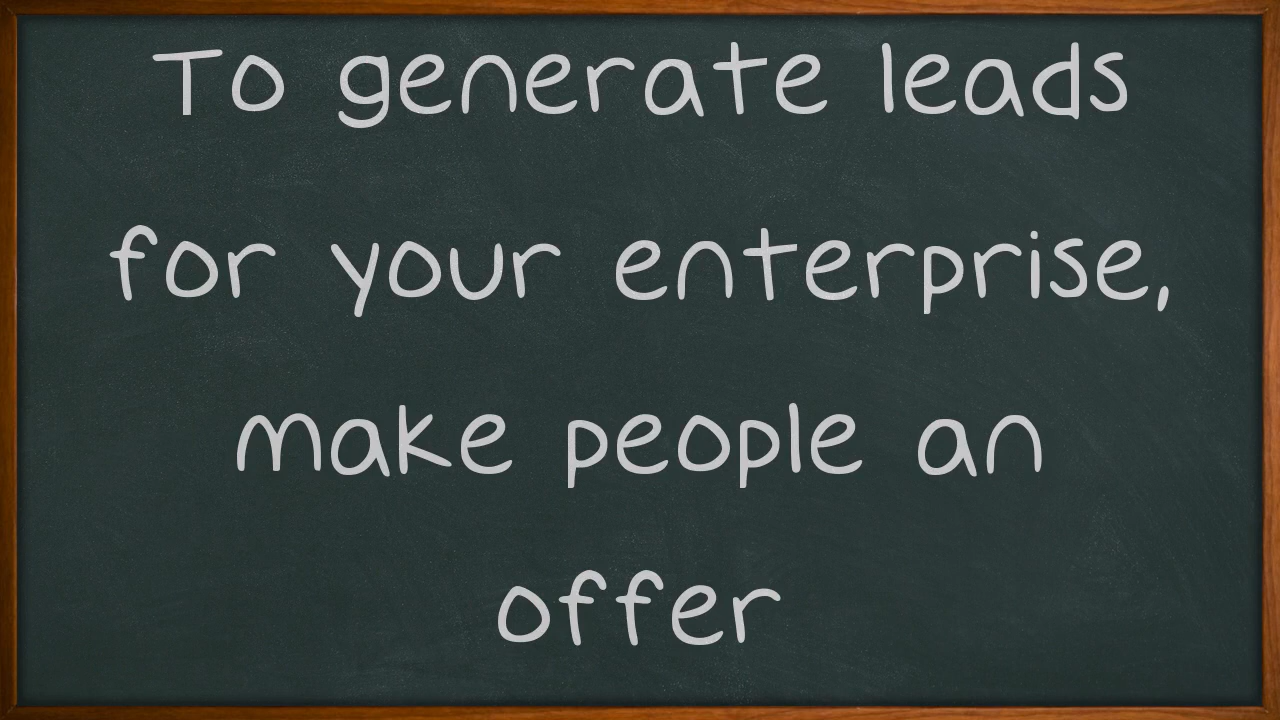 To generate leads
for your enterprise,
make people an
offer